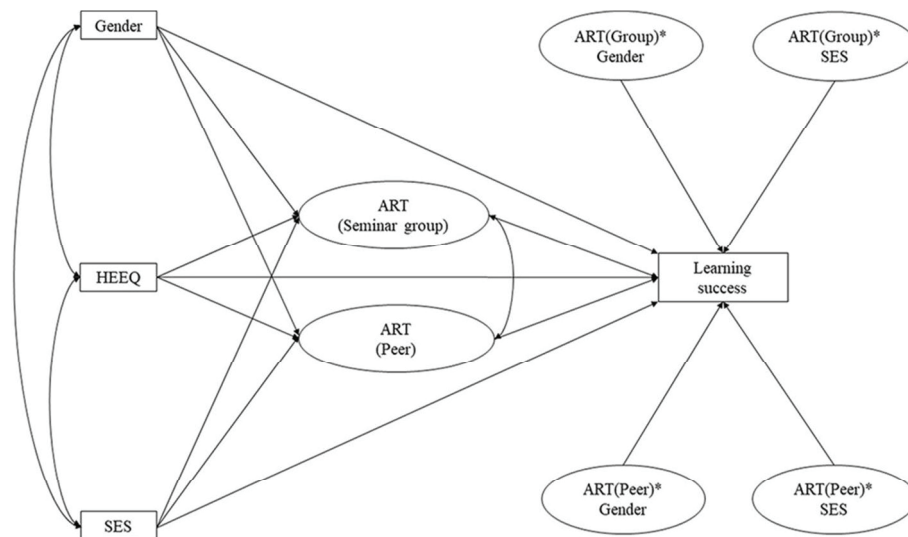 Gender
ART(Group)*
Gender
ART(Group)*
SES
ART
(Seminar group)
HEEQ
Learning
success
ART
(Peer)
SES
ART(Peer)*
Gender
ART(Peer)*
SES